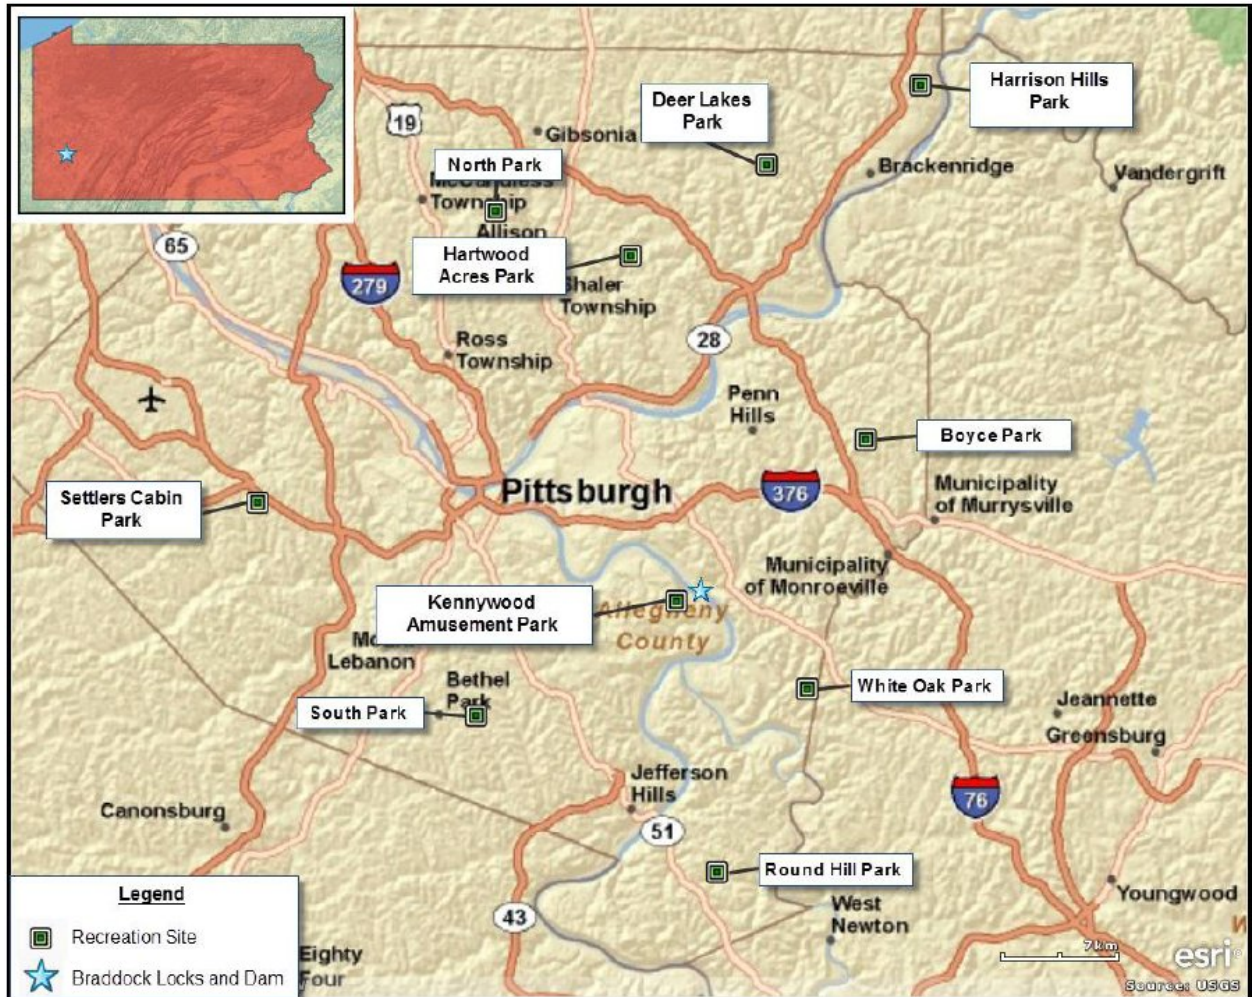 Harrison Hills
Park
Deer Lakes
Park
19
Gibsonia
North Park
Brackenridge
Vandergrift
McCandless
Township
Allison
65
Hartwood
Acres Park
279
Shaler
Township
28
Ross
Township
Penn
Hills
Boyce Park
Settlers Cabin
Park
Pittsburgh
376
Municipality
of Murrysville
Municipality
of Monroeville
Kennywood
Amusement Park
Allegheny
County
Lebanon
Bethel
Park
White Oak Park
South Park
Jeannette
Greensburg
Jefferson
Hills
76
Canonsburg
51
Round Hill Park
Youngwood
West
Newton
43
Legend
Recreation Site
Braddock Locks and Dam
Eighty
Four
W
7km
esri
Source: USGS